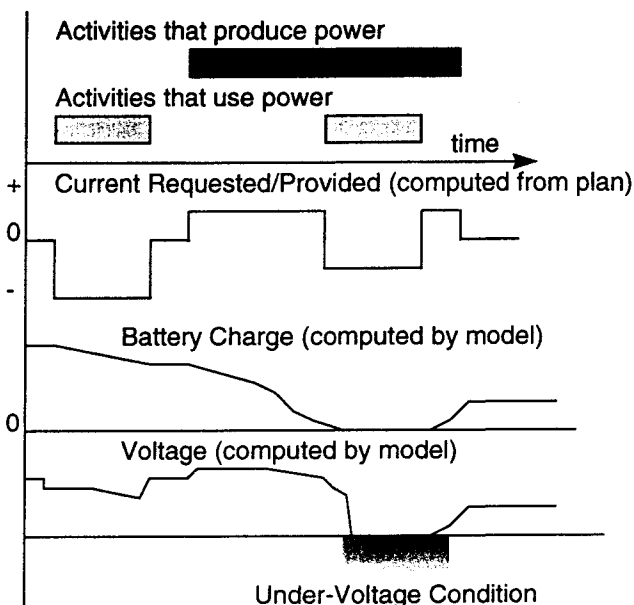 Activities that produce power
Activities that use power
time
+
Current Requested/Provided (computed from plan)
0
-
Battery Charge (computed by model)
0
Voltage (computed by model)
Under-Voltage Condition